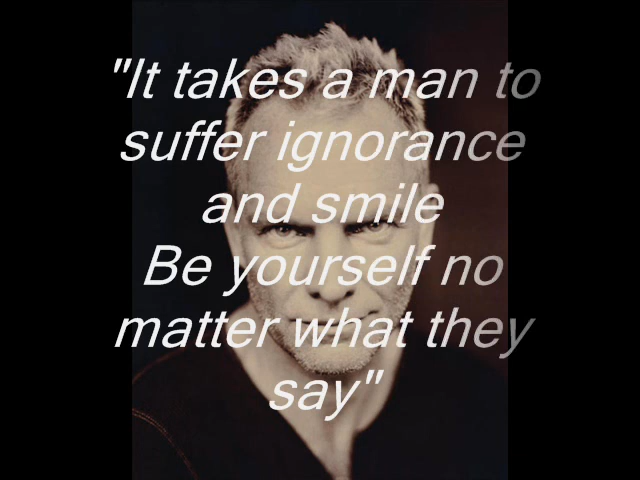 "It takes a man to
suffer ignorance
and smile
Be yourself no
matter what they
say"